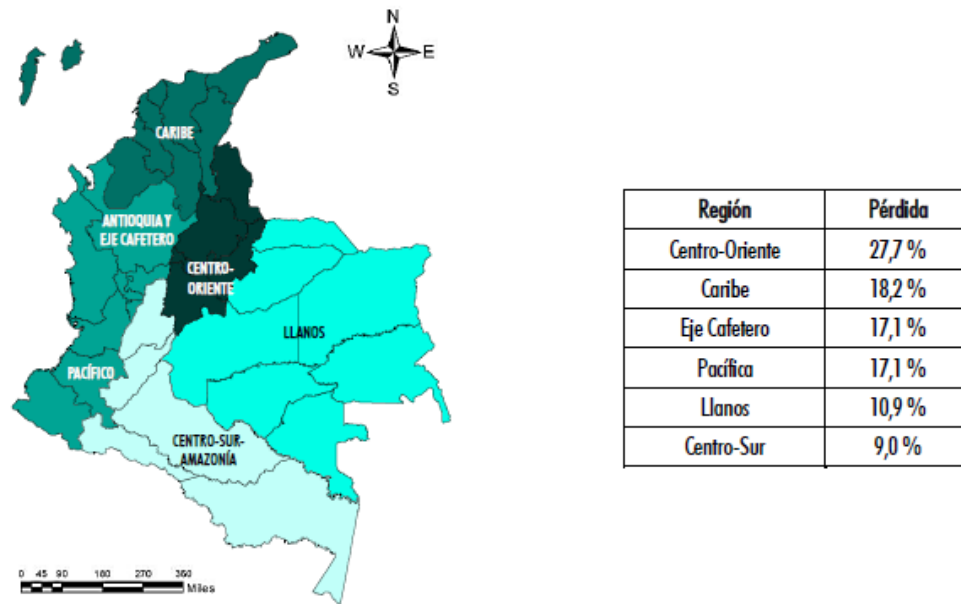 N
W E
S
CARIBE
ANTIOQUIA Y
EJE CAFETERO
CENTRO-
ORIENTE
LLANOS
PACÍFICO
CENTRO-SUR-
AMAZONÍA
0 45 90 180 270 360
Miles
Región Pérdida
Centro-Oriente 27,7 %
Caribe 18,2 %
Eje Cafetero 17,1 %
Pacífica 17,1 %
Llanos 10,9 %
Centro-Sur 9,0 %